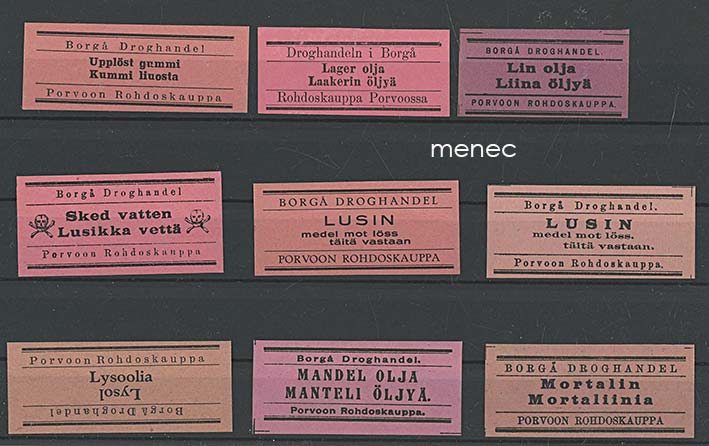 Borgå Droghandel
Upplöst gummi
Kummi liuosta
Porvoon Rohdoskauppa
Droghandeln i Borgå
Lager olja
Laakerin öljyä
Rohdoskauppa Porvoossa
BORGÅ DROGHANDEL.
Lin olja
Liina öljyä
PORVOON ROHDOSKAUPPA.
menec
Borgå Droghandel
Sked vatten
Lusikka vettä
Porvoon Rohdoskauppa
BORGÅ DROGHANDEL
LUSIN
medel mot löss
täitä vastaan
PORVOON ROHDOSKAUPPA
Borgå Droghandel.
LUSIN
medel mot löss.
täitä vastaan.
Porvoon Rohdoskauppa.
Porvoon Rohdoskauppa
Lysoolia
Lysol
Borgå Droghandel
Borgå Droghandel.
MANDEL OLJA
MANTELI ÖLJYÄ.
Porvoon Rohdoskauppa.
BORGÅ DROGHANDEL
Mortalin
Mortaliinia
PORVOON ROHDOSKAUPPA